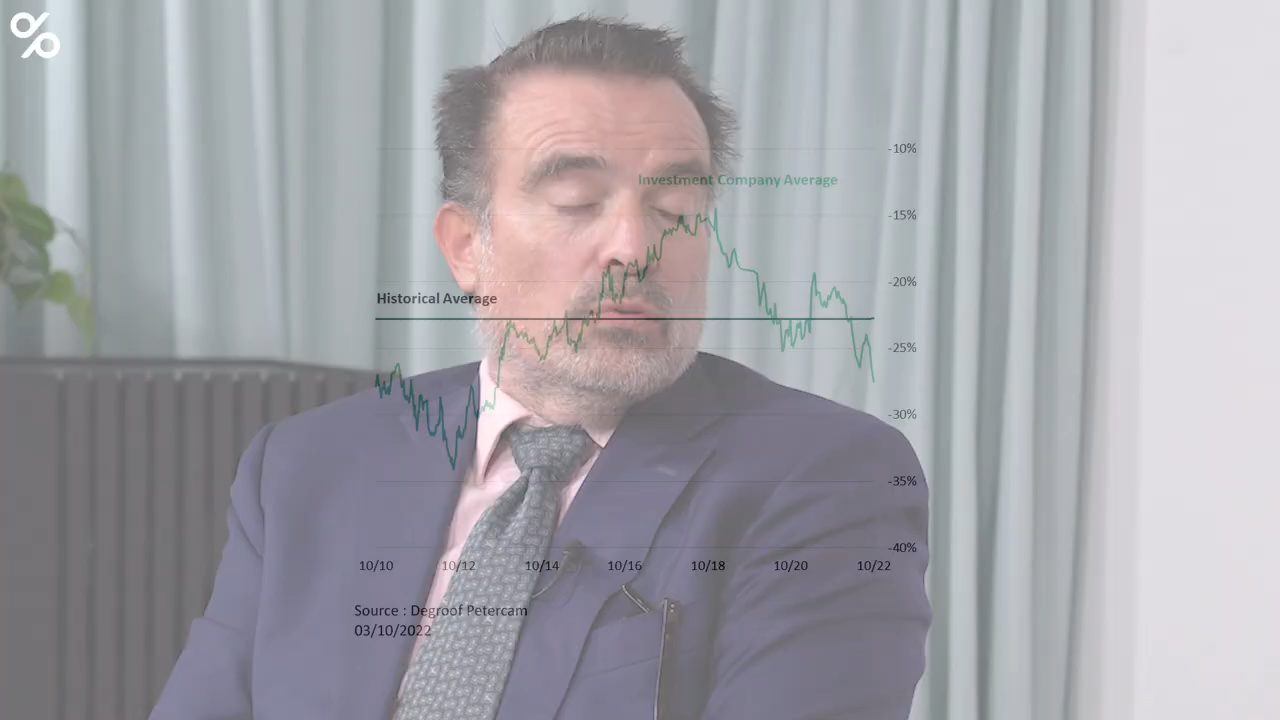 %
-10%
Investment Company Average
-15%
-20%
Historical Average
-25%
-30%
-35%
-40%
10/10 10/12 10/14 10/16 10/18 10/20 10/22
Source : Degroof Petercam
03/10/2022